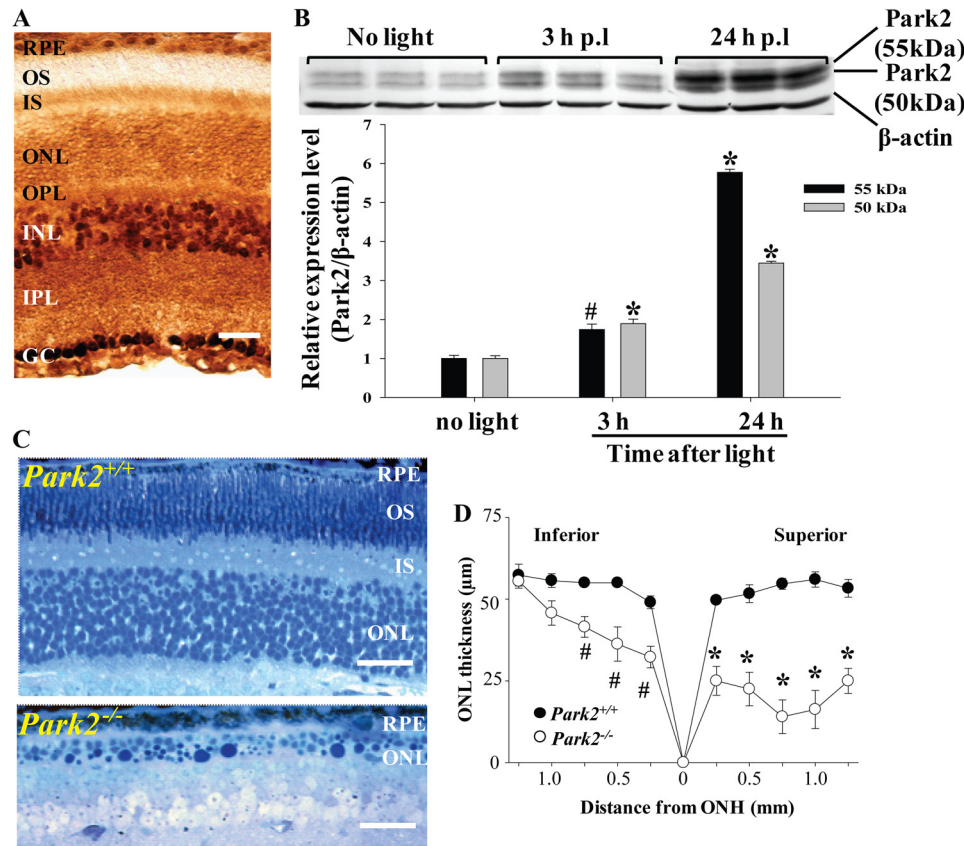 A
RPE
OS
IS
ONL
OPL
INL
IPL
GC
B
No light
3 h p.l
24 h p.l
Park2
(55kDa)
Park2
(50kDa)
β-actin
Relative expression level
(Park2/β-actin)
7
6
5
4
3
2
1
0
#
*
*
*
55 kDa
50 kDa
no light
3 h
24 h
Time after light
C
Park2+/+
RPE
OS
IS
ONL
Park2-/-
RPE
ONL
D
75
50
25
0
ONL thickness (µm)
Inferior
Superior
#
#
#
*
*
*
*
*
Park2+/+
Park2-/-
1.0
0.5
0
0.5
1.0
Distance from ONH (mm)